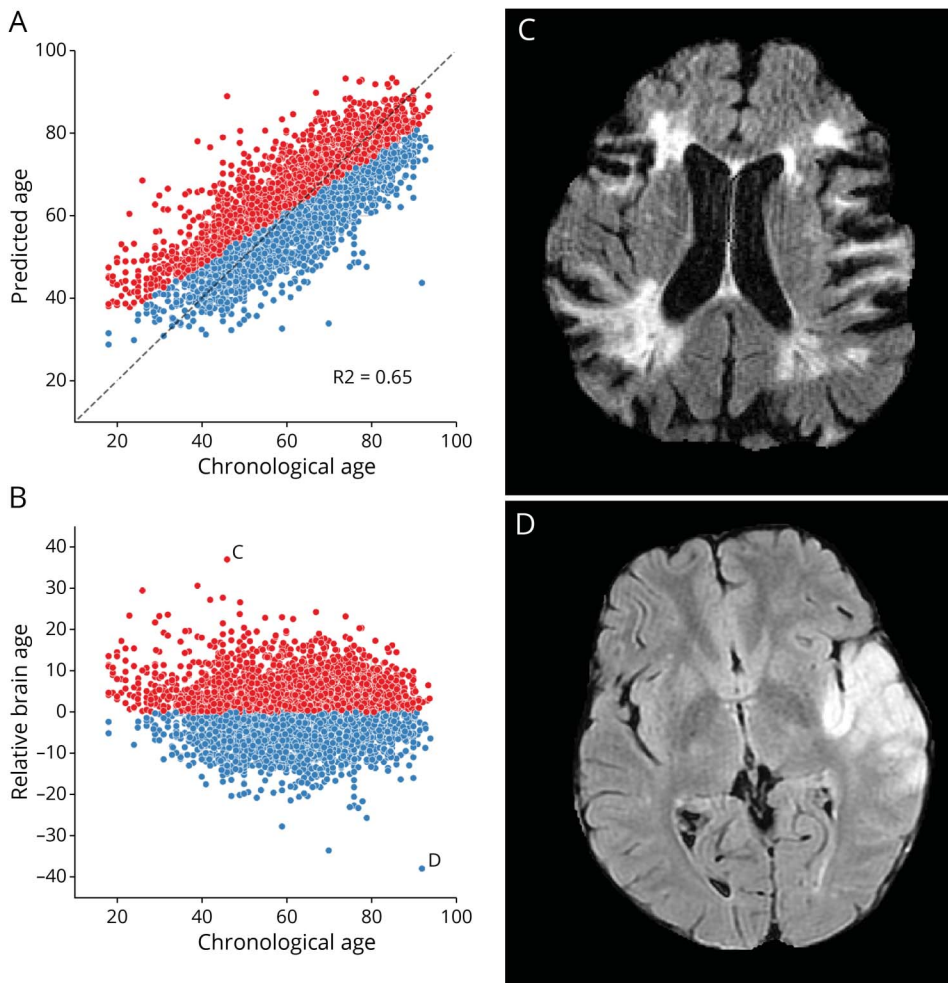 A
100
80
60
40
20
Predicted age
R2 = 0.65
20 40 60 80 100
Chronological age
B
40
30
20
10
0
−10
−20
−30
−40
Relative brain age
C
D
20 40 60 80 100
Chronological age
C
D